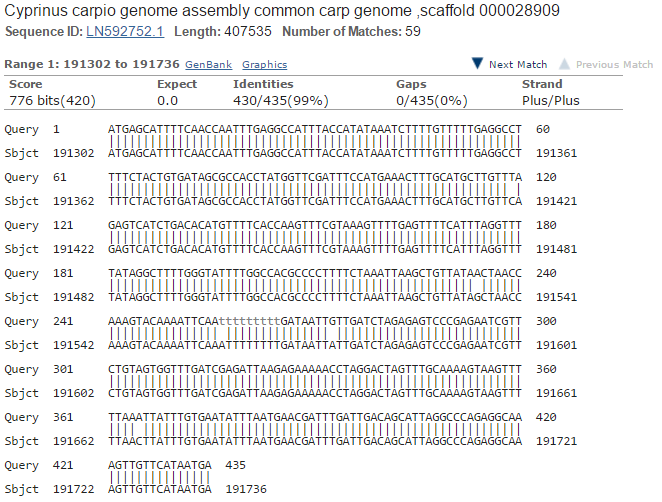 Cyprinus carpio genome assembly common carp genome ,scaffold 000028909
Sequence ID: LN592752.1 Length: 407535 Number of Matches: 59
Range 1: 191302 to 191736 GenBank Graphics Next Match Previous Match
Score Expect Identities Gaps Strand
776 bits(420) 0.0 430/435(99%) 0/435(0%) Plus/Plus
Query 1 ATGAGCATTTTCAACCAATTTGAGGCCATTTACCATATAAATCTTTTGTTTTTGAGGCCT 60
Sbjct 191302 ATGAGCATTTTCAACCAATTTGAGGCCATTTACCATATAAATCTTTTGTTTTTGAGGCCT 191361
Query 61 TTTCTACTGTGATAGCGCCACCTATGGTTCGATTTCCATGAAACTTTGCATGCTTGTTTA 120
Sbjct 191362 TTTCTACTGTGATAGCGCCACCTATGGTTCGATTTCCATGAAACTTTGCATGCTTGTTCA 191421
Query 121 GAGTCATCTGACACATGTTTTCACCAAGTTTCGTAAAGTTTTGAGTTTTCATTTAGGTTT 180
Sbjct 191422 GAGTCATCTGACACATGTTTTCACCAAGTTTCGTAAAGTTTTGAGTTTTCATTTAGGTTT 191481
Query 181 TATAGGCTTTTGGGTATTTTGGCCACGCCCCTTTTCTAAATTAAGCTGTTATAACTAACC 240
Sbjct 191482 TATAGGCTTTTGGGTATTTTGGCCACGCCCCTTTTCTAAATTAAGCTGTTATAGCTAACC 191541
Query 241 AAAGTACAAAATTCAAttttttttttGATAATTGTTGATCTAGAGAGTCCCGAGAATCGTT 300
Sbjct 191542 AAAGTACAAAATTCAAATTTTTTTTGATAATTATTGATCTAGAGAGTCCCGAGAATCGTT 191601
Query 301 CTGTAGTGGTTTGATCGAGATTAAGAGAAAAACCTAGGACTAGTTTGCAAAAGTAAGTTT 360
Sbjct 191602 CTGTAGTGGTTTGATCGAGATTAAGAGAAAAACCTAGGACTAGTTTGCAAAAGTAAGTTT 191661
Query 361 TTAAATTATTTGTGAATATTTAATGAACGATTTGATTGACAGCATTAGGCCCAGAGGCAA 420
Sbjct 191662 TTAACTTATTTGTGAATATTTAATGAACGATTTGATTGACAGCATTAGGCCCAGAGGCAA 191721
Query 421 AGTTGTTCATAATGA 435
Sbjct 191722 AGTTGTTCATAATGA 191736